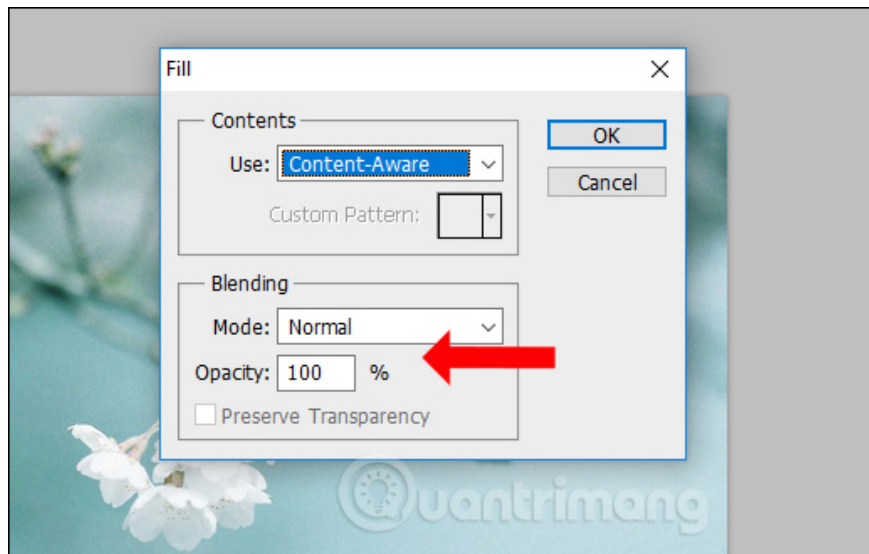 Fill
Contents
OK
Use: Content-Aware
Cancel
Custom Pattern:
Blending
Mode: Normal
Opacity: 100 %
Preserve Transparency
Quantrimang